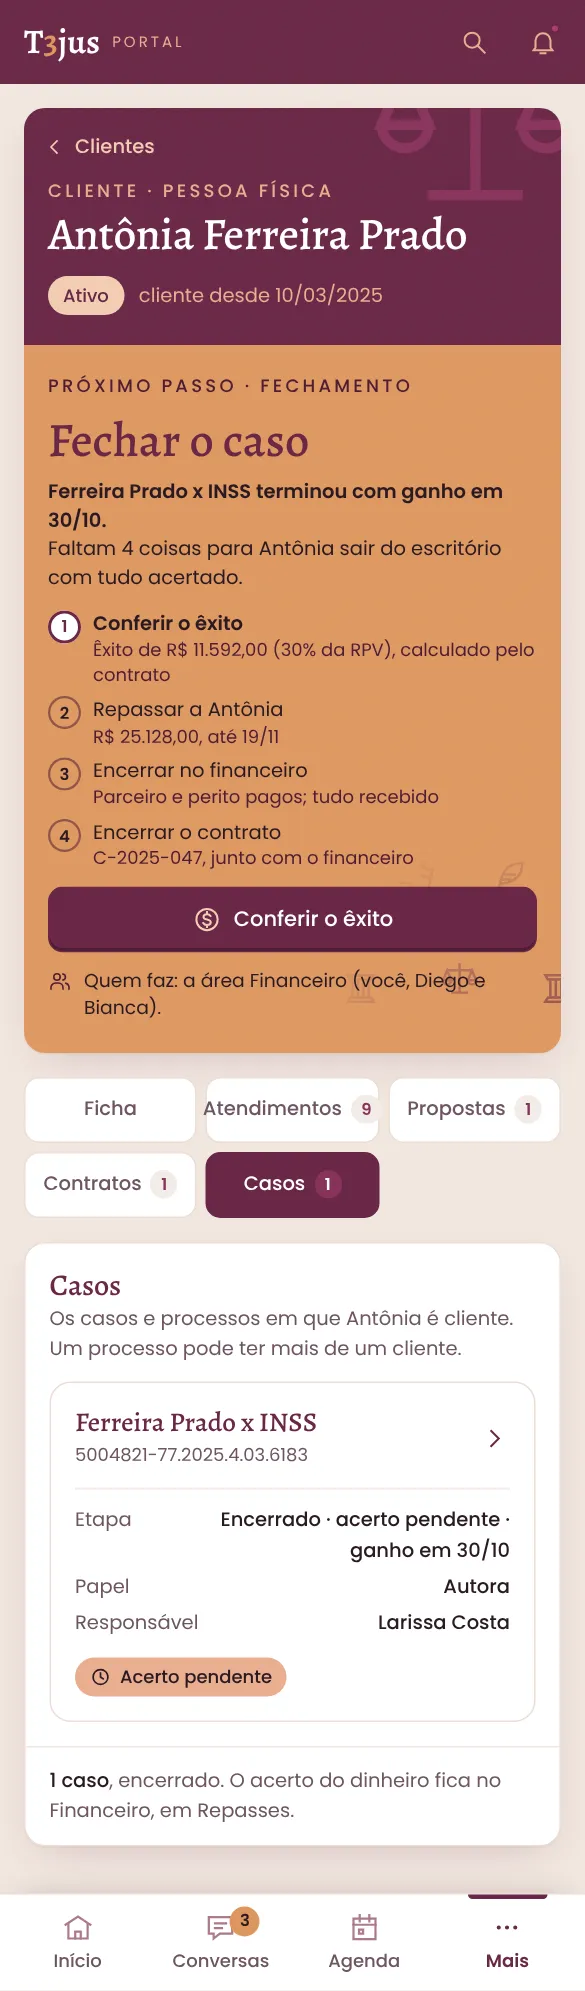 T3jus PORTAL
Clientes
CLIENTE · PESSOA FÍSICA
Antônia Ferreira Prado
Ativo cliente desde 10/03/2025
PRÓXIMO PASSO · FECHAMENTO
Fechar o caso
Ferreira Prado x INSS terminou com ganho em
30/10.
Faltam 4 coisas para Antônia sair do escritório
com tudo acertado.
1 Conferir o êxito
Êxito de R$ 11.592,00 (30% da RPV), calculado pelo
contrato
2 Repassar a Antônia
R$ 25.128,00, até 19/11
3 Encerrar no financeiro
Parceiro e perito pagos; tudo recebido
4 Encerrar o contrato
C-2025-047, junto com o financeiro
Conferir o êxito
Quem faz: a área Financeiro (você, Diego e
Bianca).
Ficha Atendimentos 9 Propostas 1
Contratos 1 Casos 1
Casos
Os casos e processos em que Antônia é cliente.
Um processo pode ter mais de um cliente.
Ferreira Prado x INSS
5004821-77.2025.4.03.6183
Etapa Encerrado · acerto pendente ·
ganho em 30/10
Papel Autora
Responsável Larissa Costa
Acerto pendente
1 caso, encerrado. O acerto do dinheiro fica no
Financeiro, em Repasses.
3
Início Conversas Agenda Mais